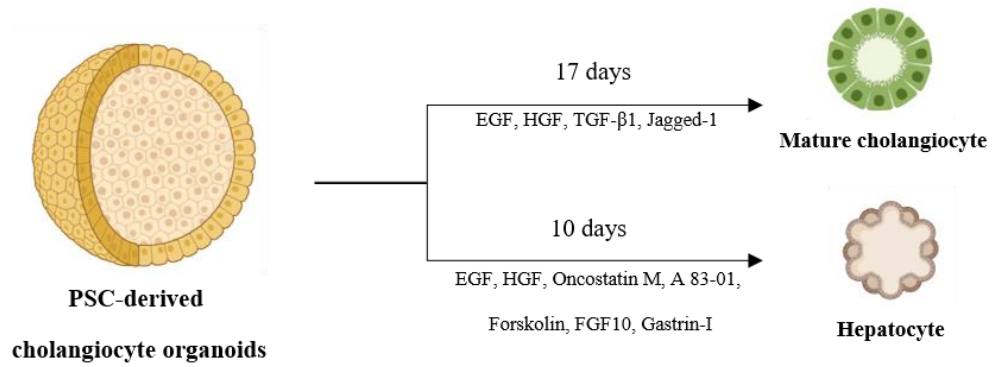 17 days
EGF, HGF, TGF-β1, Jagged-1
Mature cholangiocyte
10 days
EGF, HGF, Oncostatin M, A 83-01,
Forskolin, FGF10, Gastrin-I
Hepatocyte
PSC-derived
cholangiocyte organoids